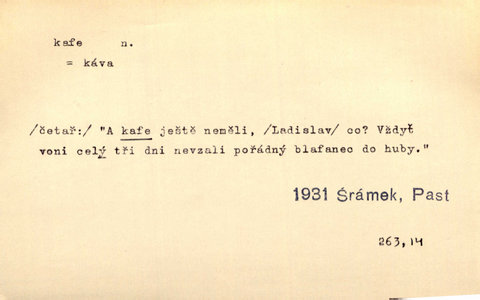 kafe n.
= káva
/četař:/ "A kafe ještě neměli, /Ladislav/ co? Vždyť
voni celý tři dni nevzali pořádný blafanec do huby."
1931 Šrámek, Past
263,14